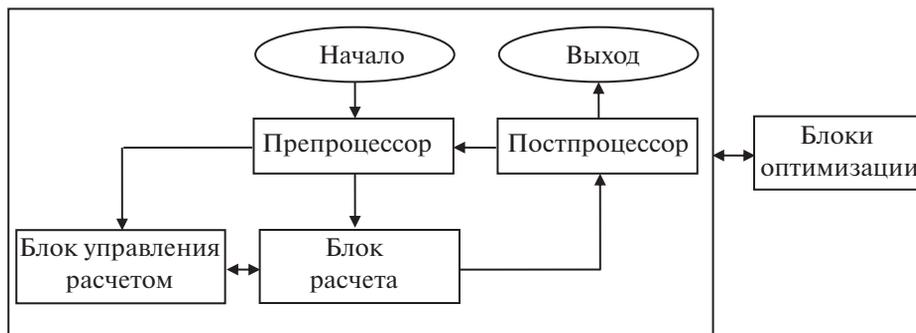 Начало
Выход
Препроцессор
Постпроцессор
Блоки
оптимизации
Блок управления
расчетом
Блок
расчета